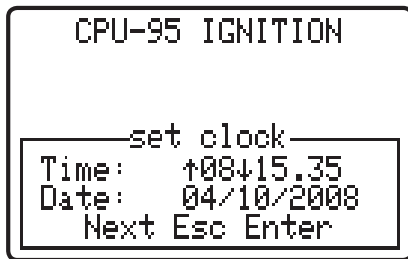 CPU-95 IGNITION
set clock
Time: ↑08↓15.35
Date: 04/10/2008
Next Esc Enter